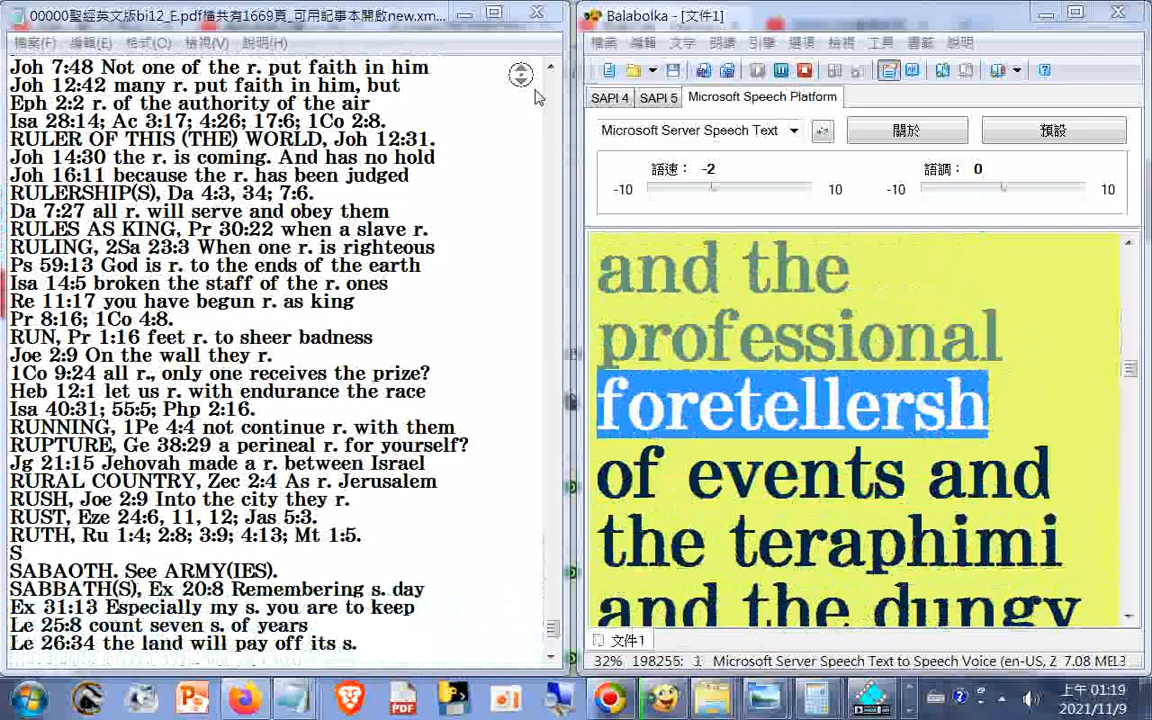 00000聖經英文版bi12_E.pdf檔共有1669頁_可用記事本開啟new.xm...
檔案(F) 編輯(E) 格式(O) 檢視(V) 說明(H)
Joh 7:48 Not one of the r. put faith in him
Joh 12:42 many r. put faith in him, but
Eph 2:2 r. of the authority of the air
Isa 28:14; Ac 3:17; 4:26; 17:6; 1Co 2:8.
RULER OF THIS (THE) WORLD, Joh 12:31.
Joh 14:30 the r. is coming. And has no hold
Joh 16:11 because the r. has been judged
RULERSHIP(S), Da 4:3, 34; 7:6.
Da 7:27 all r. will serve and obey them
RULES AS KING, Pr 30:22 when a slave r.
RULING, 2Sa 23:3 When one r. is righteous
Ps 59:13 God is r. to the ends of the earth
Isa 14:5 broken the staff of the r. ones
Re 11:17 you have begun r. as king
Pr 8:16; 1Co 4:8.
RUN, Pr 1:16 feet r. to sheer badness
Joe 2:9 On the wall they r.
1Co 9:24 all r., only one receives the prize?
Heb 12:1 let us r. with endurance the race
Isa 40:31; 55:5; Php 2:16.
RUNNING, 1Pe 4:4 not continue r. with them
RUPTURE, Ge 38:29 a perineal r. for yourself?
Jg 21:15 Jehovah made a r. between Israel
RURAL COUNTRY, Zec 2:4 As r. Jerusalem
RUSH, Joe 2:9 Into the city they r.
RUST, Eze 24:6, 11, 12; Jas 5:3.
RUTH, Ru 1:4; 2:8; 3:9; 4:13; Mt 1:5.
S
SABAOTH. See ARMY(IES).
SABBATH(S), Ex 20:8 Remembering s. day
Ex 31:13 Especially my s. you are to keep
Le 25:8 count seven s. of years
Le 26:34 the land will pay off its s.
Balabolka - [文件1]
檔案 編輯 文字 朗讀 引擎 選項 檢視 工具 書籤 說明
SAPI 4 SAPI 5 Microsoft Speech Platform
Microsoft Server Speech Text 關於 預設
語速： -2 語調： 0
-10 10 -10 10
and the
professional
foretellersh
of events and
the teraphimi
and the dungy
文件1
32% 198256: 1 Microsoft Server Speech Text to Speech Voice (en-US, Z 7.08 MEL3
PDF
上午 01:19
2021/11/9